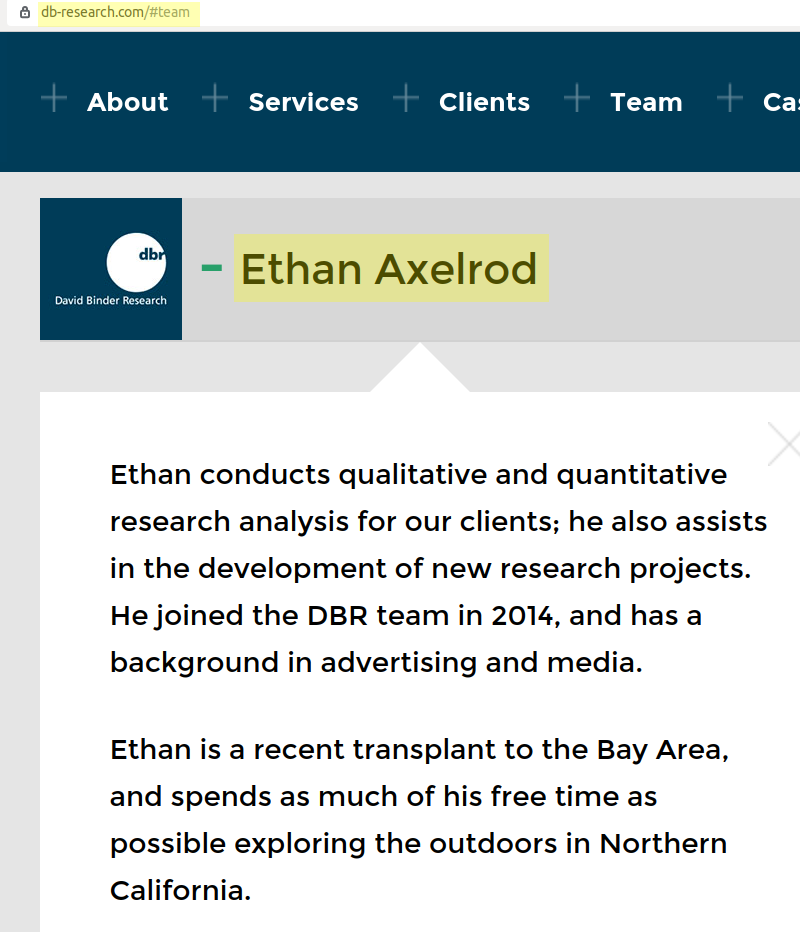 db-research.com/#team
About Services Clients Team Cas
dbr
David Binder Research
- Ethan Axelrod
Ethan conducts qualitative and quantitative
research analysis for our clients; he also assists
in the development of new research projects.
He joined the DBR team in 2014, and has a
background in advertising and media.
Ethan is a recent transplant to the Bay Area,
and spends as much of his free time as
possible exploring the outdoors in Northern
California.